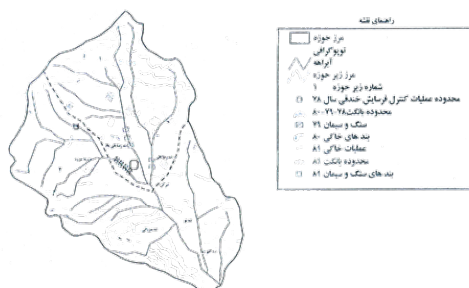 راهنمای نقشه
مرز حوزه
توپوگرافی
آبراهه
مرز زیر حوزه
شماره زیر حوزه ۱
محدوده عملیات کنترل فرسایش خندقی سال ۷۸
محدوده بانکت ۷۸-۷۹-۸۰
سنگ و سیمان ۷۹
بند های خاکی ۸۰
عملیات خاکی ۸۱
محدوده بانکت ۸۱
بند های سنگ و سیمان ۸۱